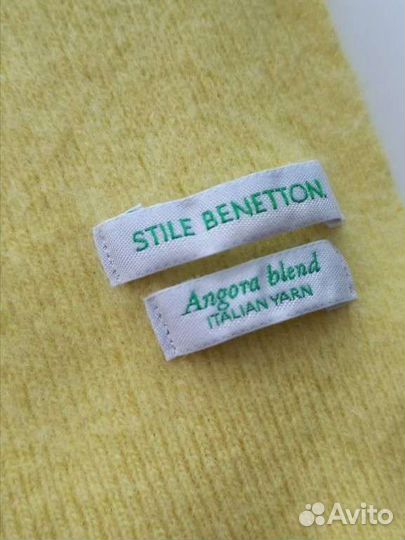 STILE BENETTON.
Angora blend
ITALIAN YARN
Avito